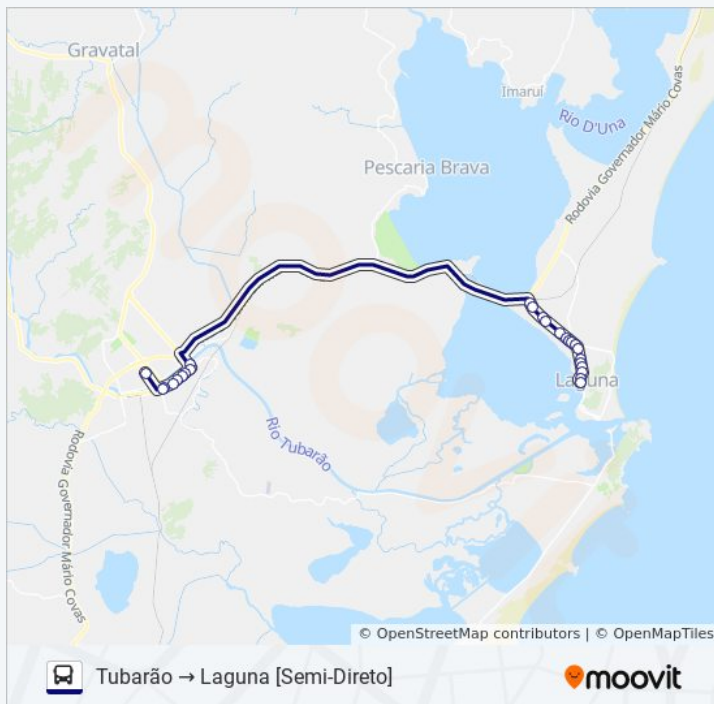 Gravatal
Imaruí
Rio D'Una
Rodovia Governador Mário Covas
Pescaria Brava
Laguna
Rio Tubarão
Rodovia Governador Mário Covas
moovit
© OpenStreetMap contributors | © OpenMapTiles
Tubarão → Laguna [Semi-Direto]
moovit